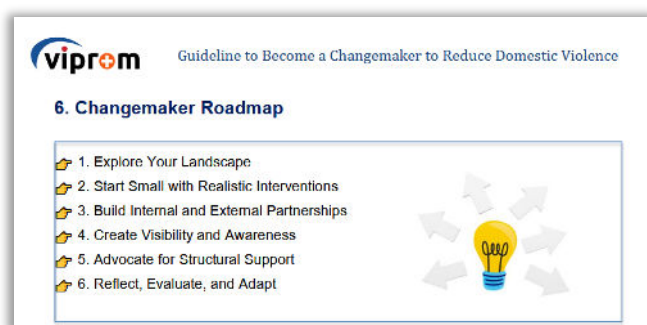 viprom
Guideline to Become a Changemaker to Reduce Domestic Violence
6. Changemaker Roadmap
1. Explore Your Landscape
2. Start Small with Realistic Interventions
3. Build Internal and External Partnerships
4. Create Visibility and Awareness
5. Advocate for Structural Support
6. Reflect, Evaluate, and Adapt